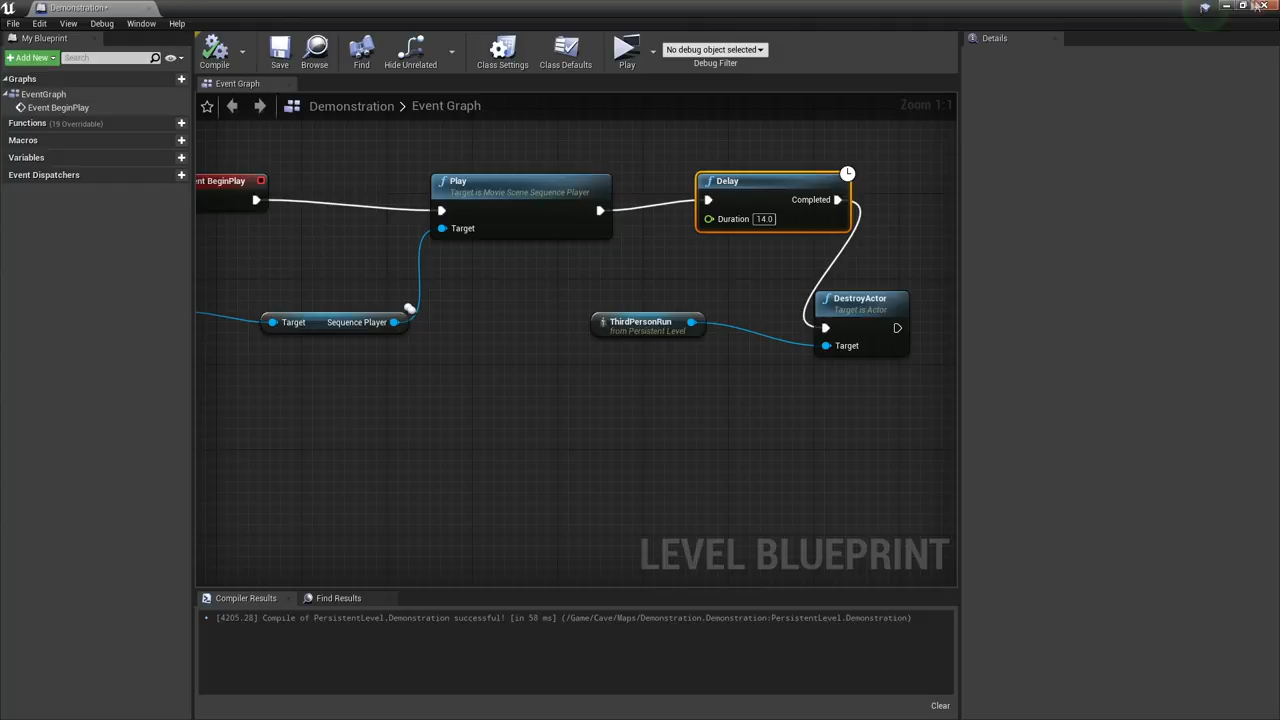 Demonstration*
File Edit View Debug Window Help
My Blueprint
Details
+Add New Search
Compile Save Browse Find Hide Unrelated Class Settings Class Defaults Play
No debug object selected
Debug Filter
Graphs
EventGraph
Event BeginPlay
Functions (19 Overridable)
Macros
Variables
Event Dispatchers
Event Graph
Demonstration > Event Graph
Zoom 1:1
nt BeginPlay
Play
Target is Movie Scene Sequence Player
Target
Delay
Completed
Duration 14.0
Target Sequence Player
ThirdPersonRun
from Persistent Level
DestroyActor
Target is Actor
Target
LEVEL BLUEPRINT
Compiler Results Find Results
[4205.28] Compile of PersistentLevel.Demonstration successful! [in 58 ms] (/Game/Cave/Maps/Demonstration.Demonstration:PersistentLevel.Demonstration)
Clear